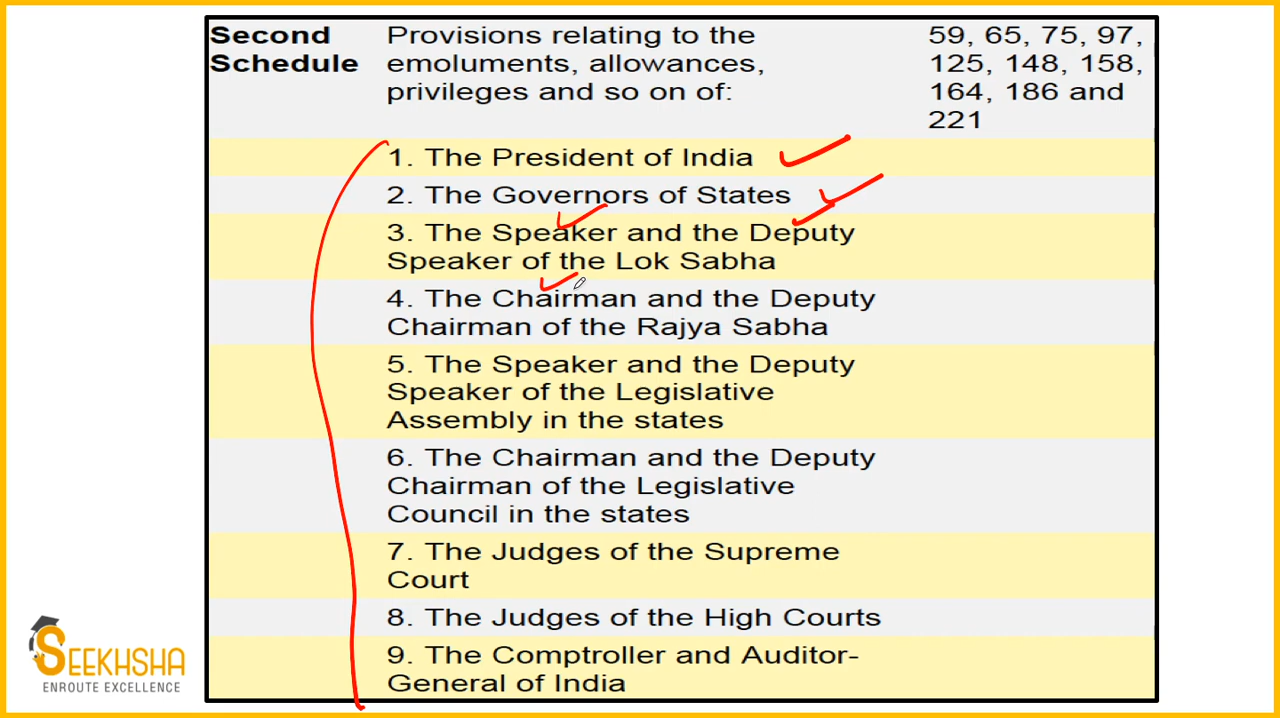 Second Schedule
Provisions relating to the
emoluments, allowances,
privileges and so on of:
59, 65, 75, 97,
125, 148, 158,
164, 186 and
221
1. The President of India
2. The Governors of States
3. The Speaker and the Deputy
Speaker of the Lok Sabha
4. The Chairman and the Deputy
Chairman of the Rajya Sabha
5. The Speaker and the Deputy
Speaker of the Legislative
Assembly in the states
6. The Chairman and the Deputy
Chairman of the Legislative
Council in the states
7. The Judges of the Supreme
Court
8. The Judges of the High Courts
9. The Comptroller and Auditor-
General of India
SEEKHSHA
ENROUTE EXCELLENCE